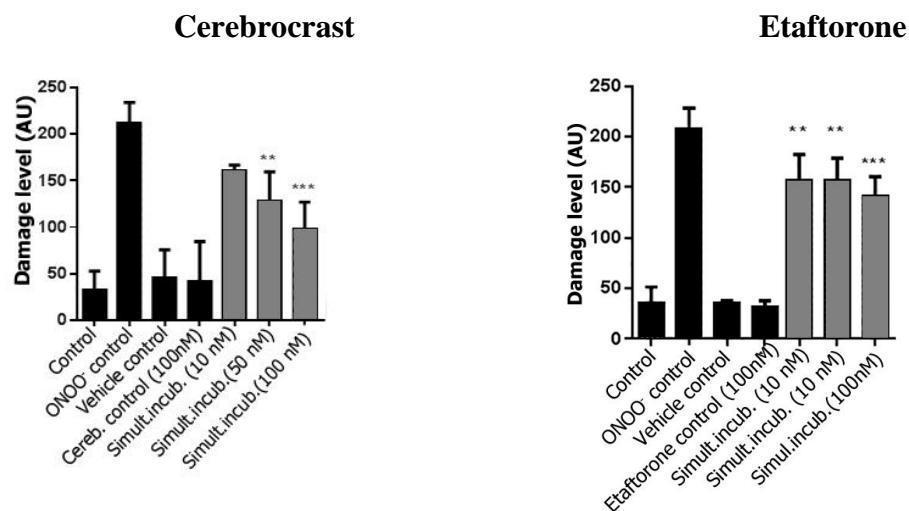 Cerebrocrast
Damage level (AU)
250
200
150
100
50
0
**
***
Control
ONOO⁻ control
Vehicle control
Cereb. control (100nM)
Simult.incub. (10 nM)
Simult.incub.(50 nM)
Simult.incub.(100 nM)
Etaftorone
Damage level (AU)
250
200
150
100
50
0
**
**
***
Control
ONOO⁻ control
Vehicle control
Etaftorone control (100nM)
Simult.incub. (10 nM)
Simult.incub. (10 nM)
Simul.incub.(100nM)